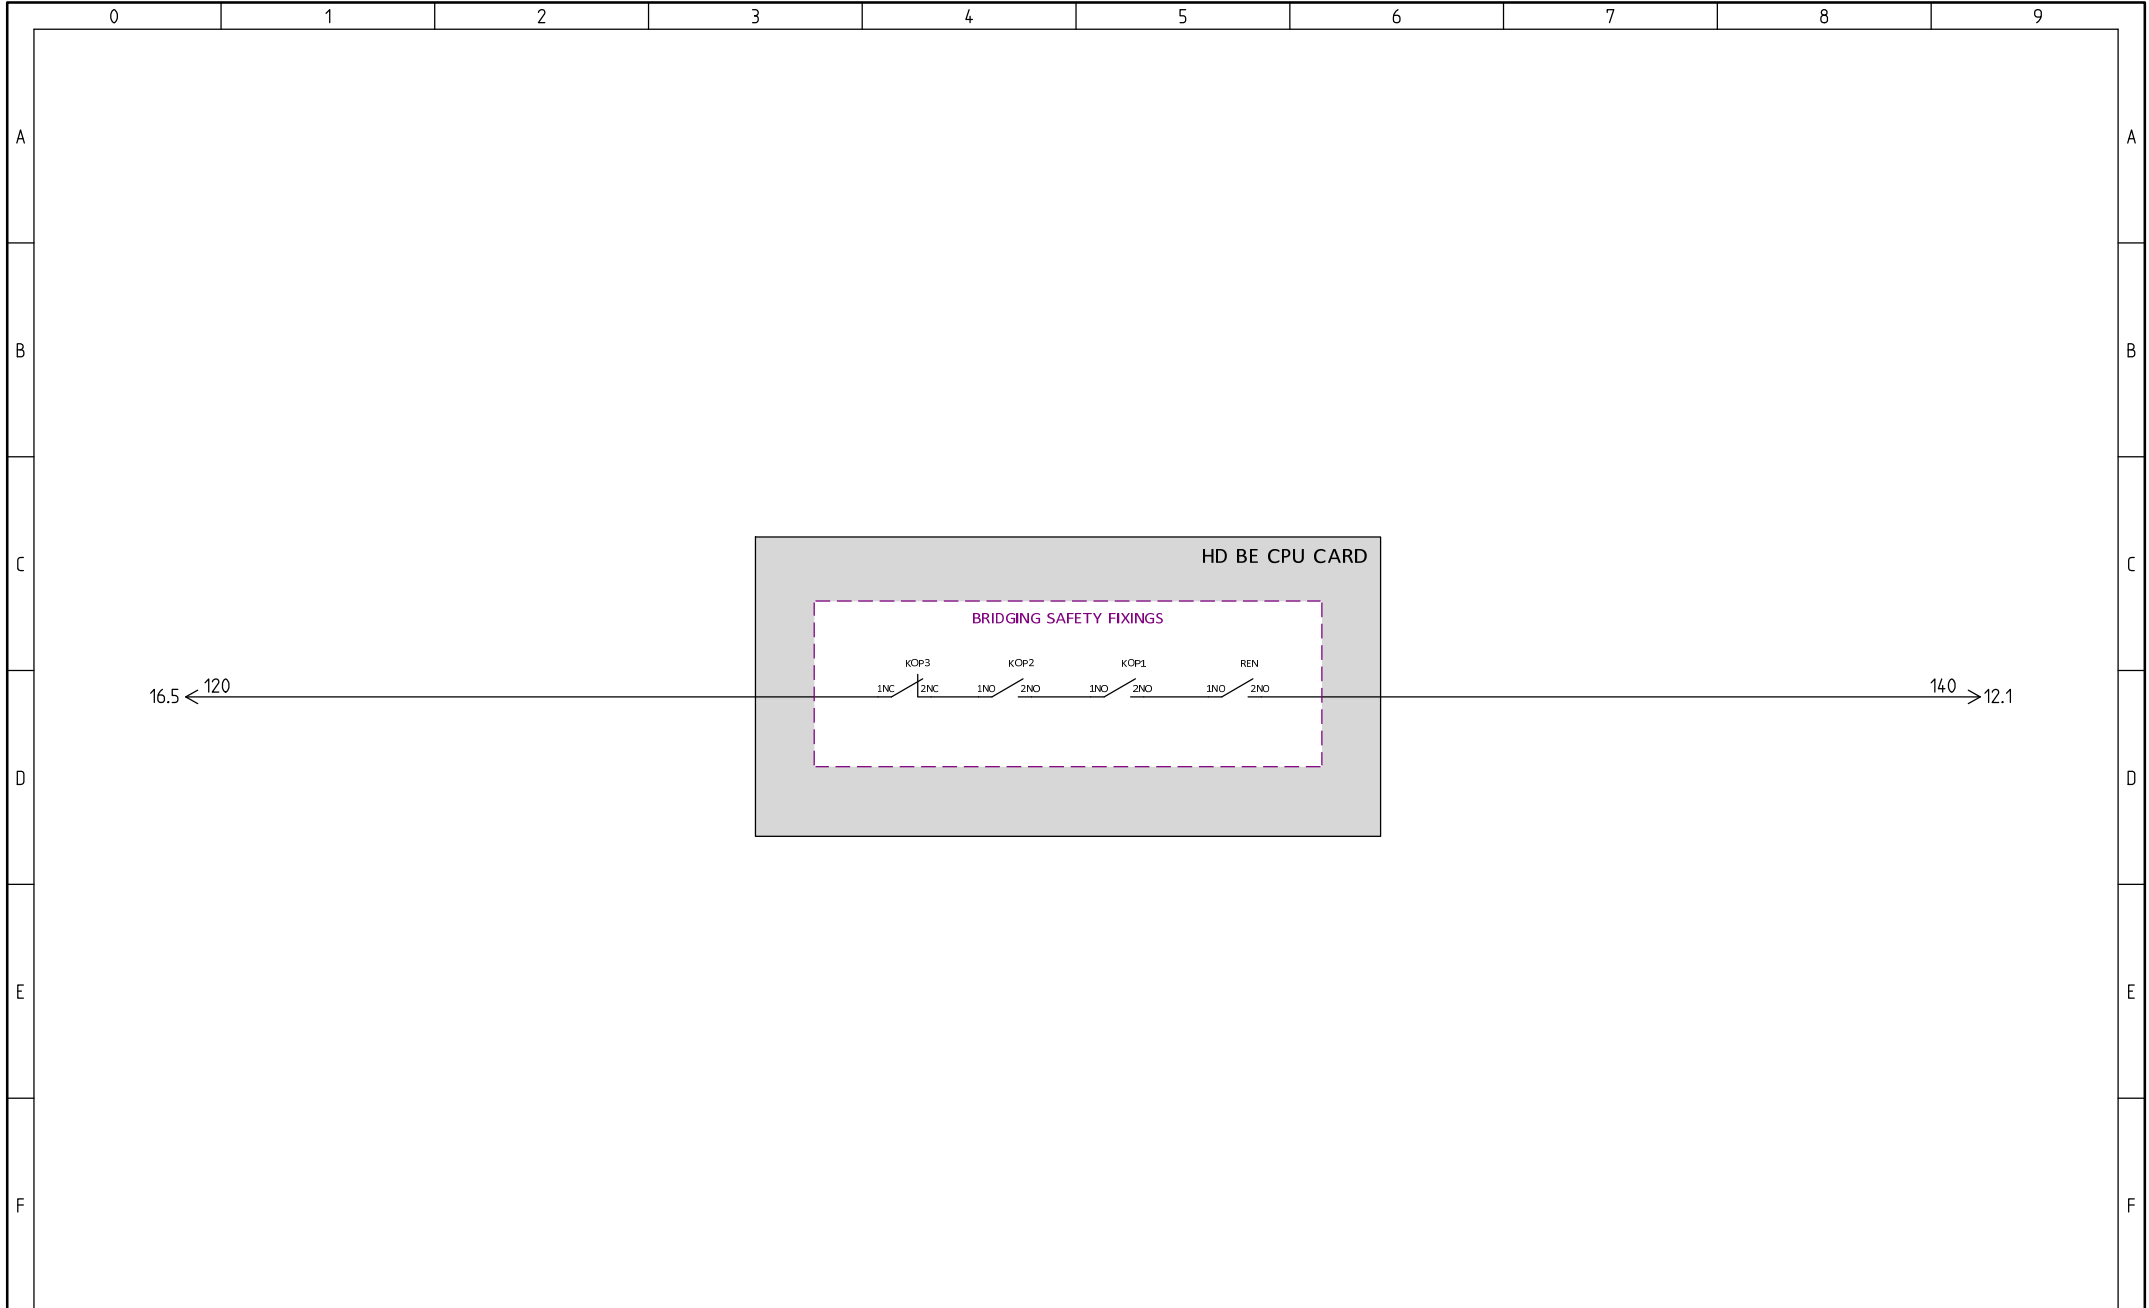 0 1 2 3 4 5 6 7 8 9
A A
B B
C C
HD BE CPU CARD
BRIDGING SAFETY FIXINGS
KOP3 KOP2 KOP1 REN
16.5 120 1NC 2NC 1NO 2NO 1NO 2NO 1NO 2NO 140 12.1
D D
E E
F F